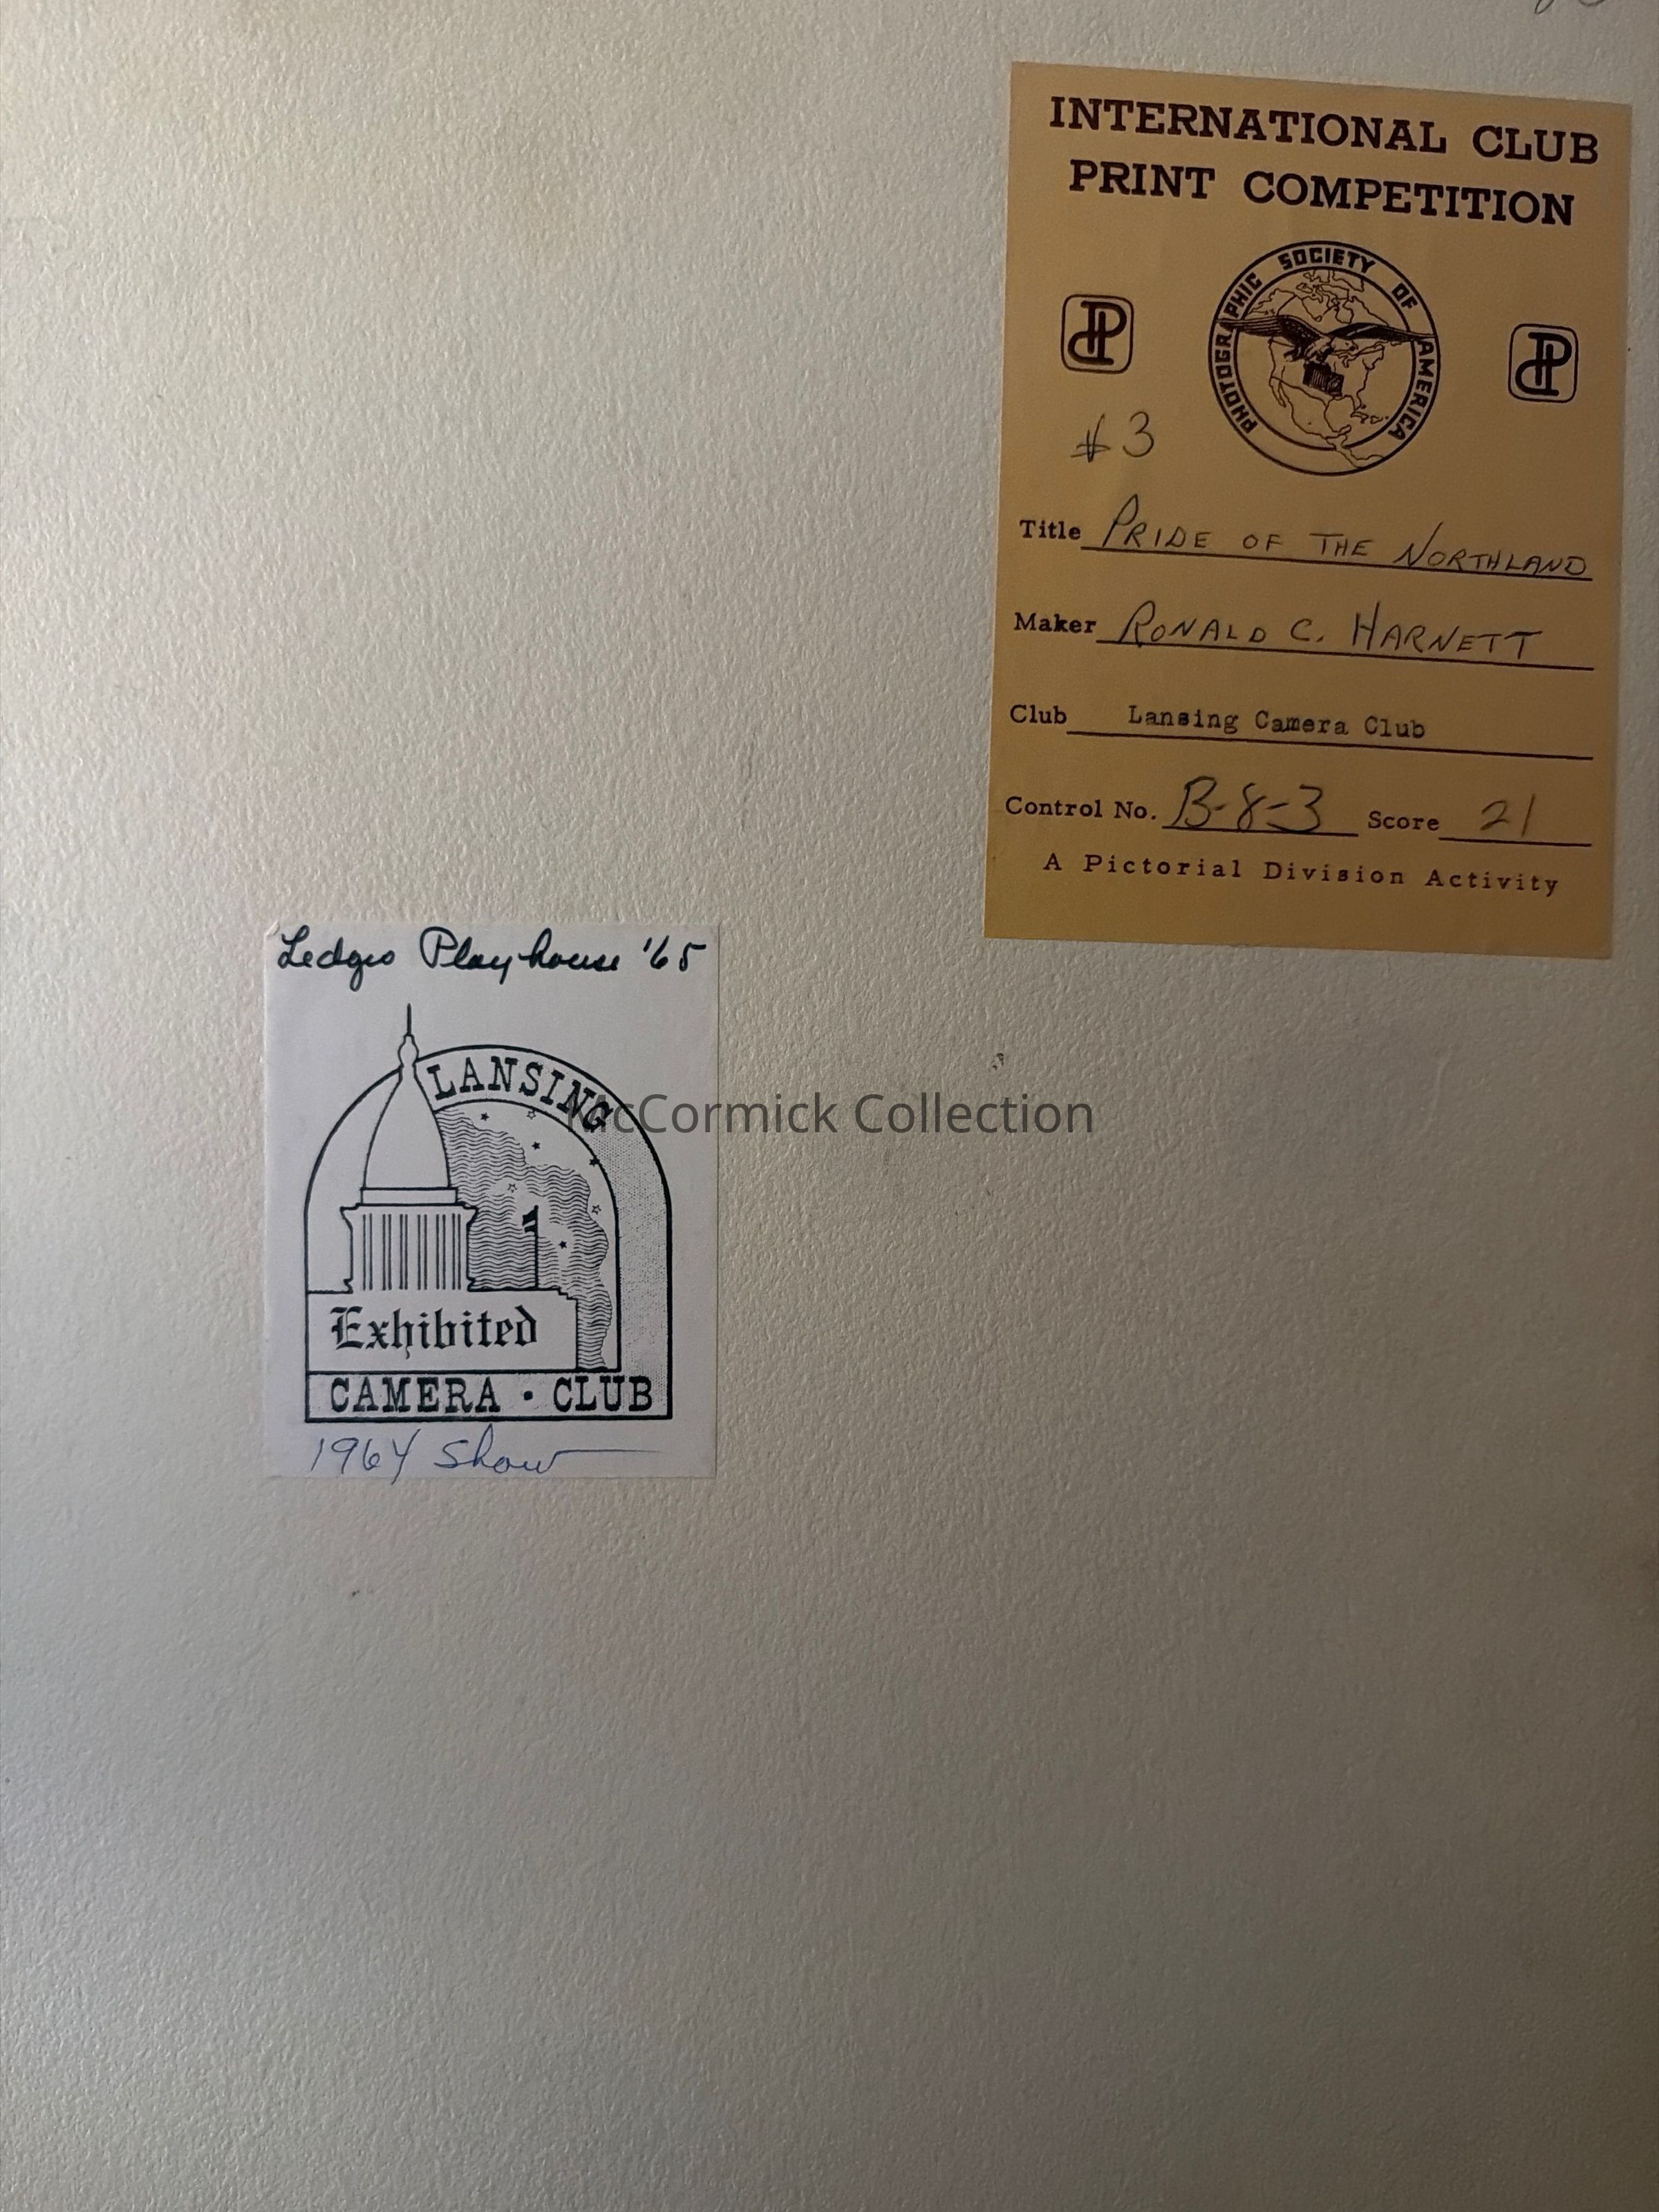 INTERNATIONAL CLUB
PRINT COMPETITION
PHOTOGRAPHIC SOCIETY OF AMERICA
#3
Title PRIDE OF THE NORTHLAND
Maker RONALD C. HARNETT
Club Lansing Camera Club
Control No. B-8-3 Score 21
A Pictorial Division Activity
Ledges Playhouse '65
LANSING
Exhibited
CAMERA · CLUB
1964 Show
McCormick Collection